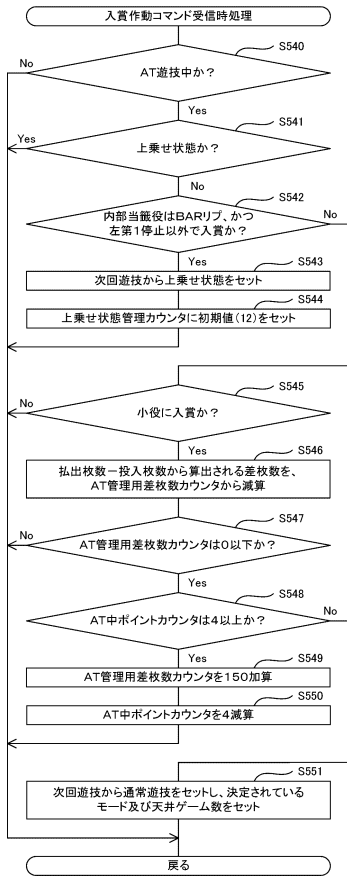 入賞作動コマンド受信時処理
S540
ＡＴ遊技中か？
No
Yes
S541
上乗せ状態か？
Yes
No
S542
内部当籤役はＢＡＲリプ、かつ
左第１停止以外で入賞か？
No
Yes
S543
次回遊技から上乗せ状態をセット
S544
上乗せ状態管理カウンタに初期値（12）をセット
S545
小役に入賞か？
No
Yes
S546
払出枚数－投入枚数から算出される差枚数を、
ＡＴ管理用差枚数カウンタから減算
S547
ＡＴ管理用差枚数カウンタは０以下か？
No
Yes
S548
ＡＴ中ポイントカウンタは４以上か？
No
Yes
S549
ＡＴ管理用差枚数カウンタを１５０加算
S550
ＡＴ中ポイントカウンタを４減算
S551
次回遊技から通常遊技をセットし、決定されている
モード及び天井ゲーム数をセット
戻る